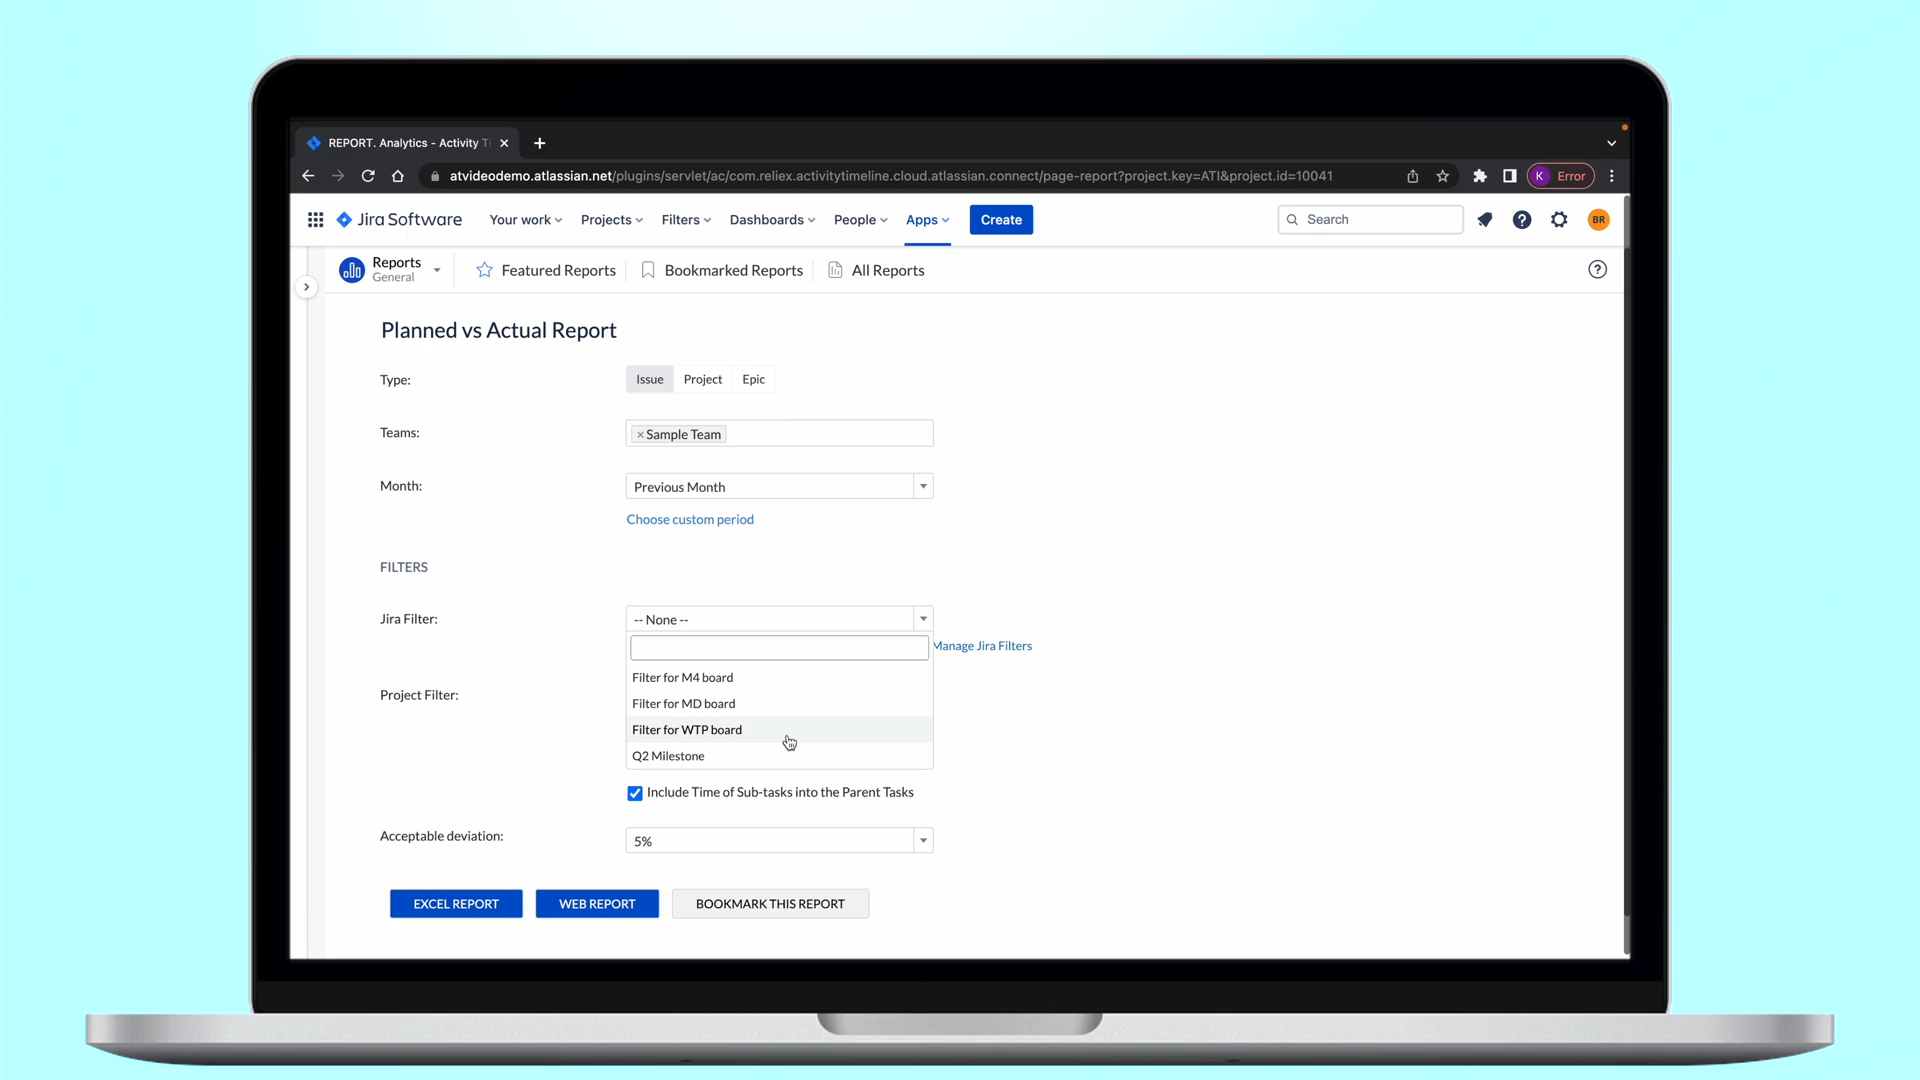 REPORT. Analytics - Activity Ti
atvideodemo.atlassian.net/plugins/servlet/ac/com.reliex.activitytimeline.cloud.atlassian.connect/page-report?project.key=ATI&project.id=10041
K Error
Jira Software
Your work
Projects
Filters
Dashboards
People
Apps
Create
Search
BR
Reports
General
Featured Reports
Bookmarked Reports
All Reports
Planned vs Actual Report
Type:
Issue
Project
Epic
Teams:
×Sample Team
Month:
Previous Month
Choose custom period
FILTERS
Jira Filter:
-- None --
Manage Jira Filters
Filter for M4 board
Project Filter:
Filter for MD board
Filter for WTP board
Q2 Milestone
Include Time of Sub-tasks into the Parent Tasks
Acceptable deviation:
5%
EXCEL REPORT
WEB REPORT
BOOKMARK THIS REPORT